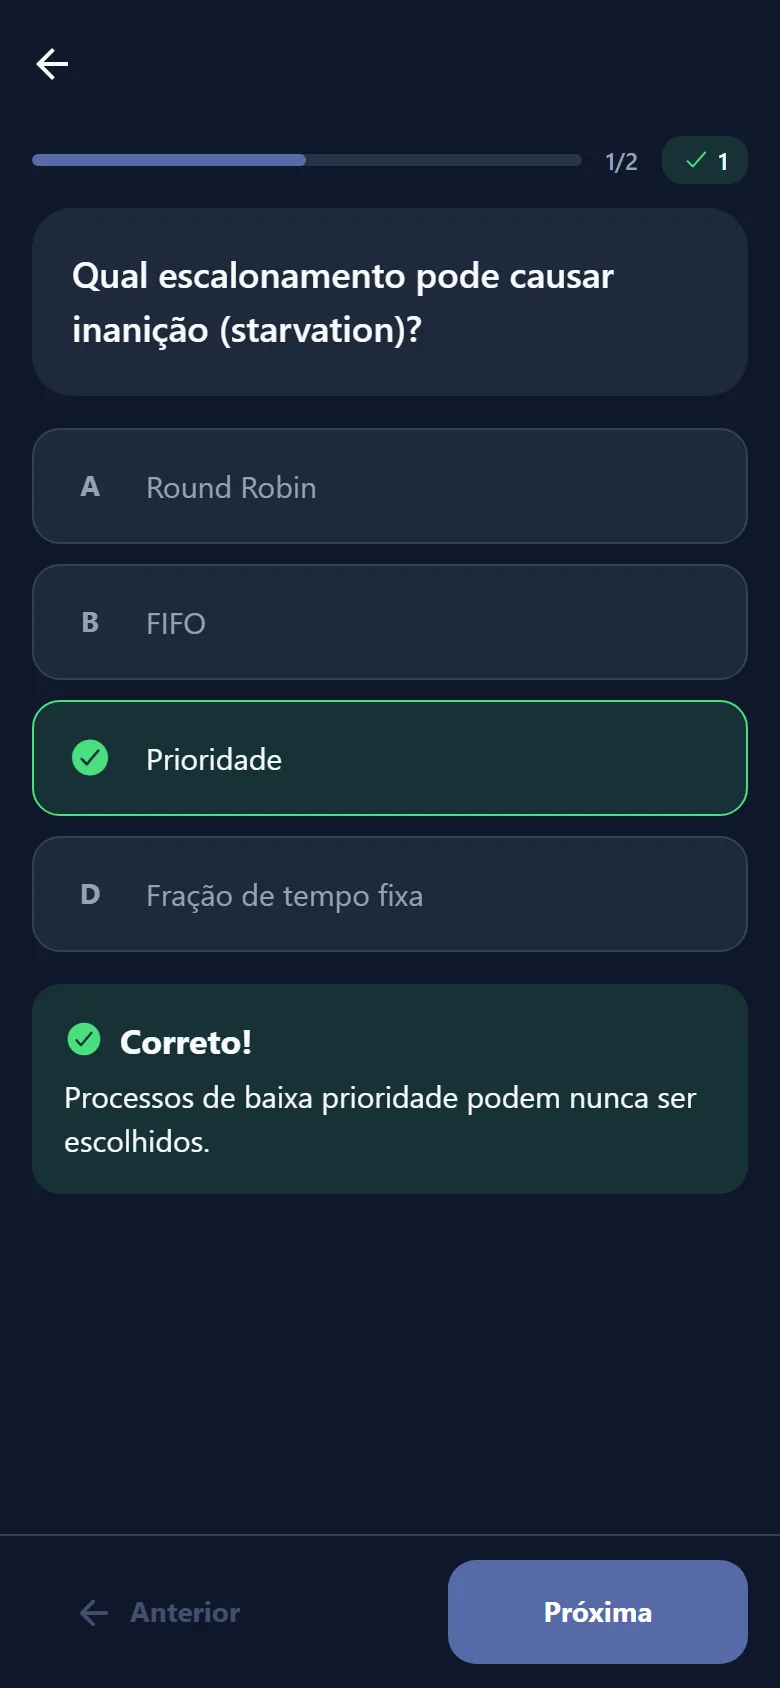 1/2
1
Qual escalonamento pode causar
inanição (starvation)?
A Round Robin
B FIFO
Prioridade
D Fração de tempo fixa
Correto!
Processos de baixa prioridade podem nunca ser
escolhidos.
Anterior
Próxima